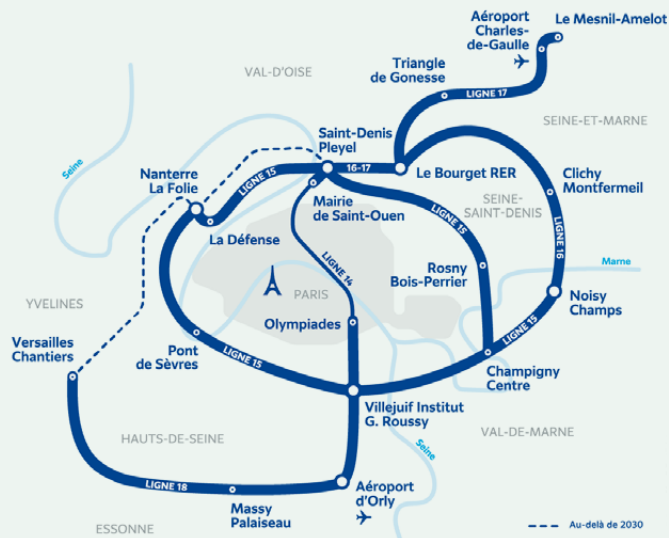 Aéroport
Charles-
de-Gaulle
Le Mesnil-Amelot
VAL-D'OISE
Triangle
de Gonesse
LIGNE 17
SEINE-ET-MARNE
Seine
Saint-Denis
Pleyel
16-17
Le Bourget RER
Nanterre
La Folie
LIGNE 15
Mairie
de Saint-Ouen
Clichy
Montfermeil
SEINE-
SAINT-DENIS
LIGNE 15
La Défense
LIGNE 16
LIGNE 14
Rosny
Bois-Perrier
Marne
PARIS
YVELINES
Noisy
Champs
Olympiades
LIGNE 15
Versailles
Chantiers
Pont
de Sèvres
LIGNE 15
Champigny
Centre
Villejuif Institut
G. Roussy
HAUTS-DE-SEINE
VAL-DE-MARNE
Seine
LIGNE 18
Massy
Palaiseau
Aéroport
d'Orly
ESSONNE
Au-delà de 2030